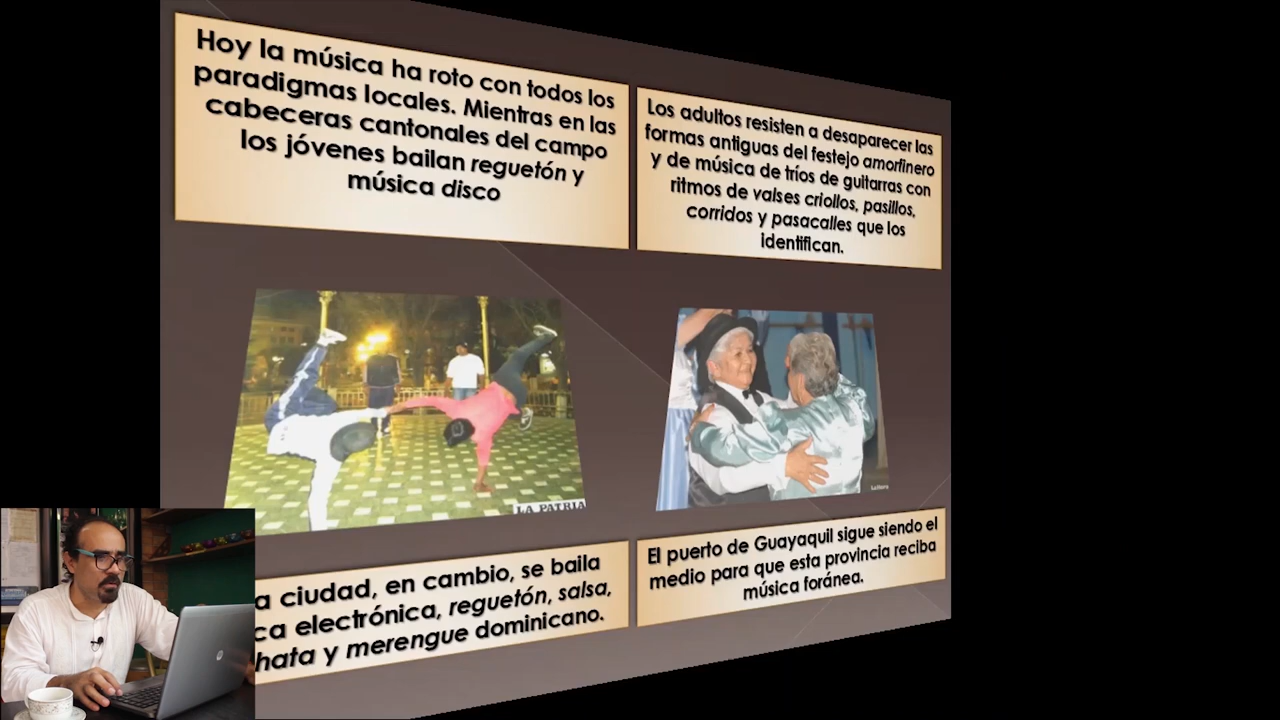 Hoy la música ha roto con todos los
paradigmas locales. Mientras en las
cabeceras cantonales del campo
los jóvenes bailan reguetón y
música disco
Los adultos resisten a desaparecer las
formas antiguas del festejo amorfinero
y de música de tríos de guitarras con
ritmos de valses criollos, pasillos,
corridos y pasacalles que los
identifican.
LA PATRIA
a ciudad, en cambio, se baila
ca electrónica, reguetón, salsa,
hata y merengue dominicano.
El puerto de Guayaquil sigue siendo el
medio para que esta provincia reciba
música foránea.
hp